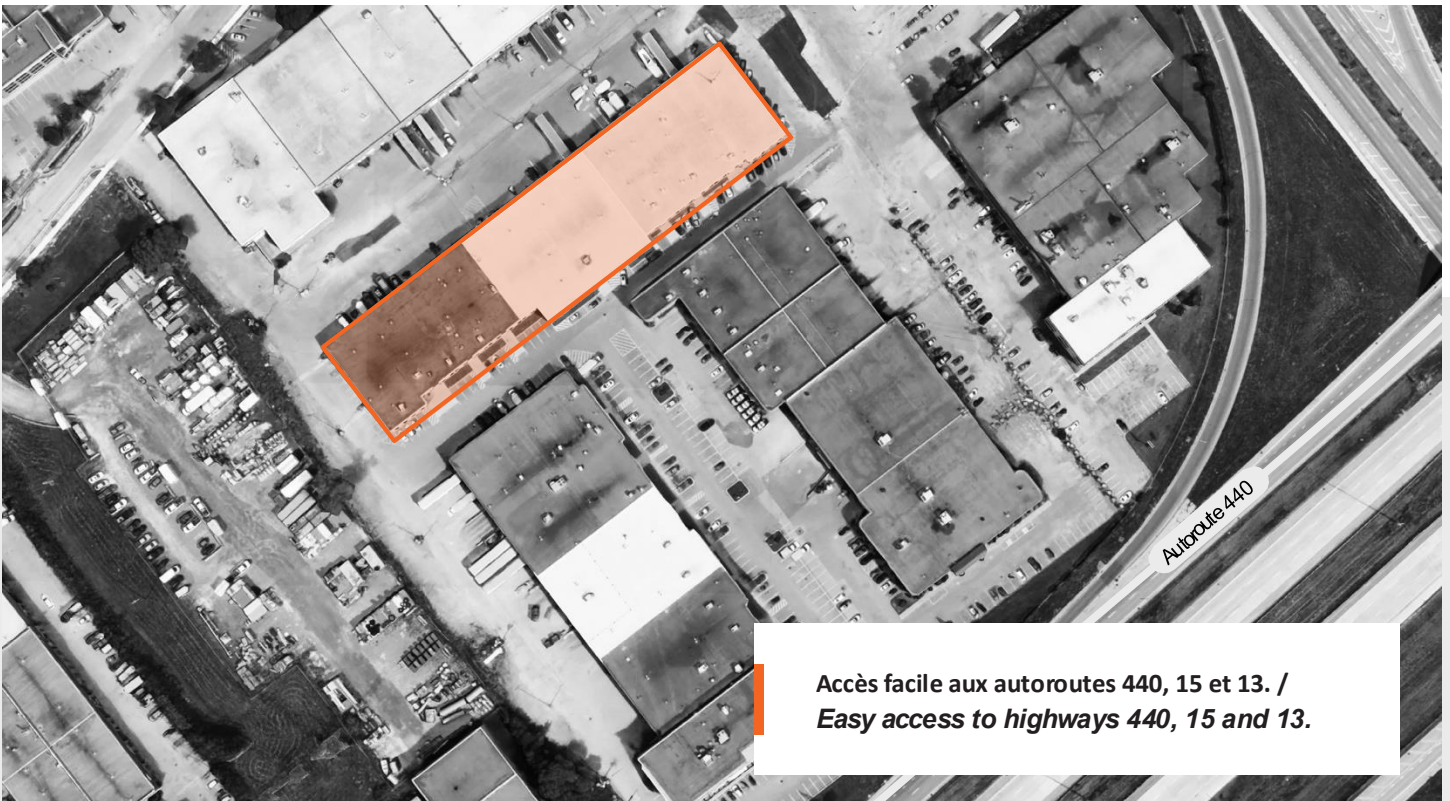 Autoroute 440
Accès facile aux autoroutes 440, 15 et 13. /
Easy access to highways 440, 15 and 13.